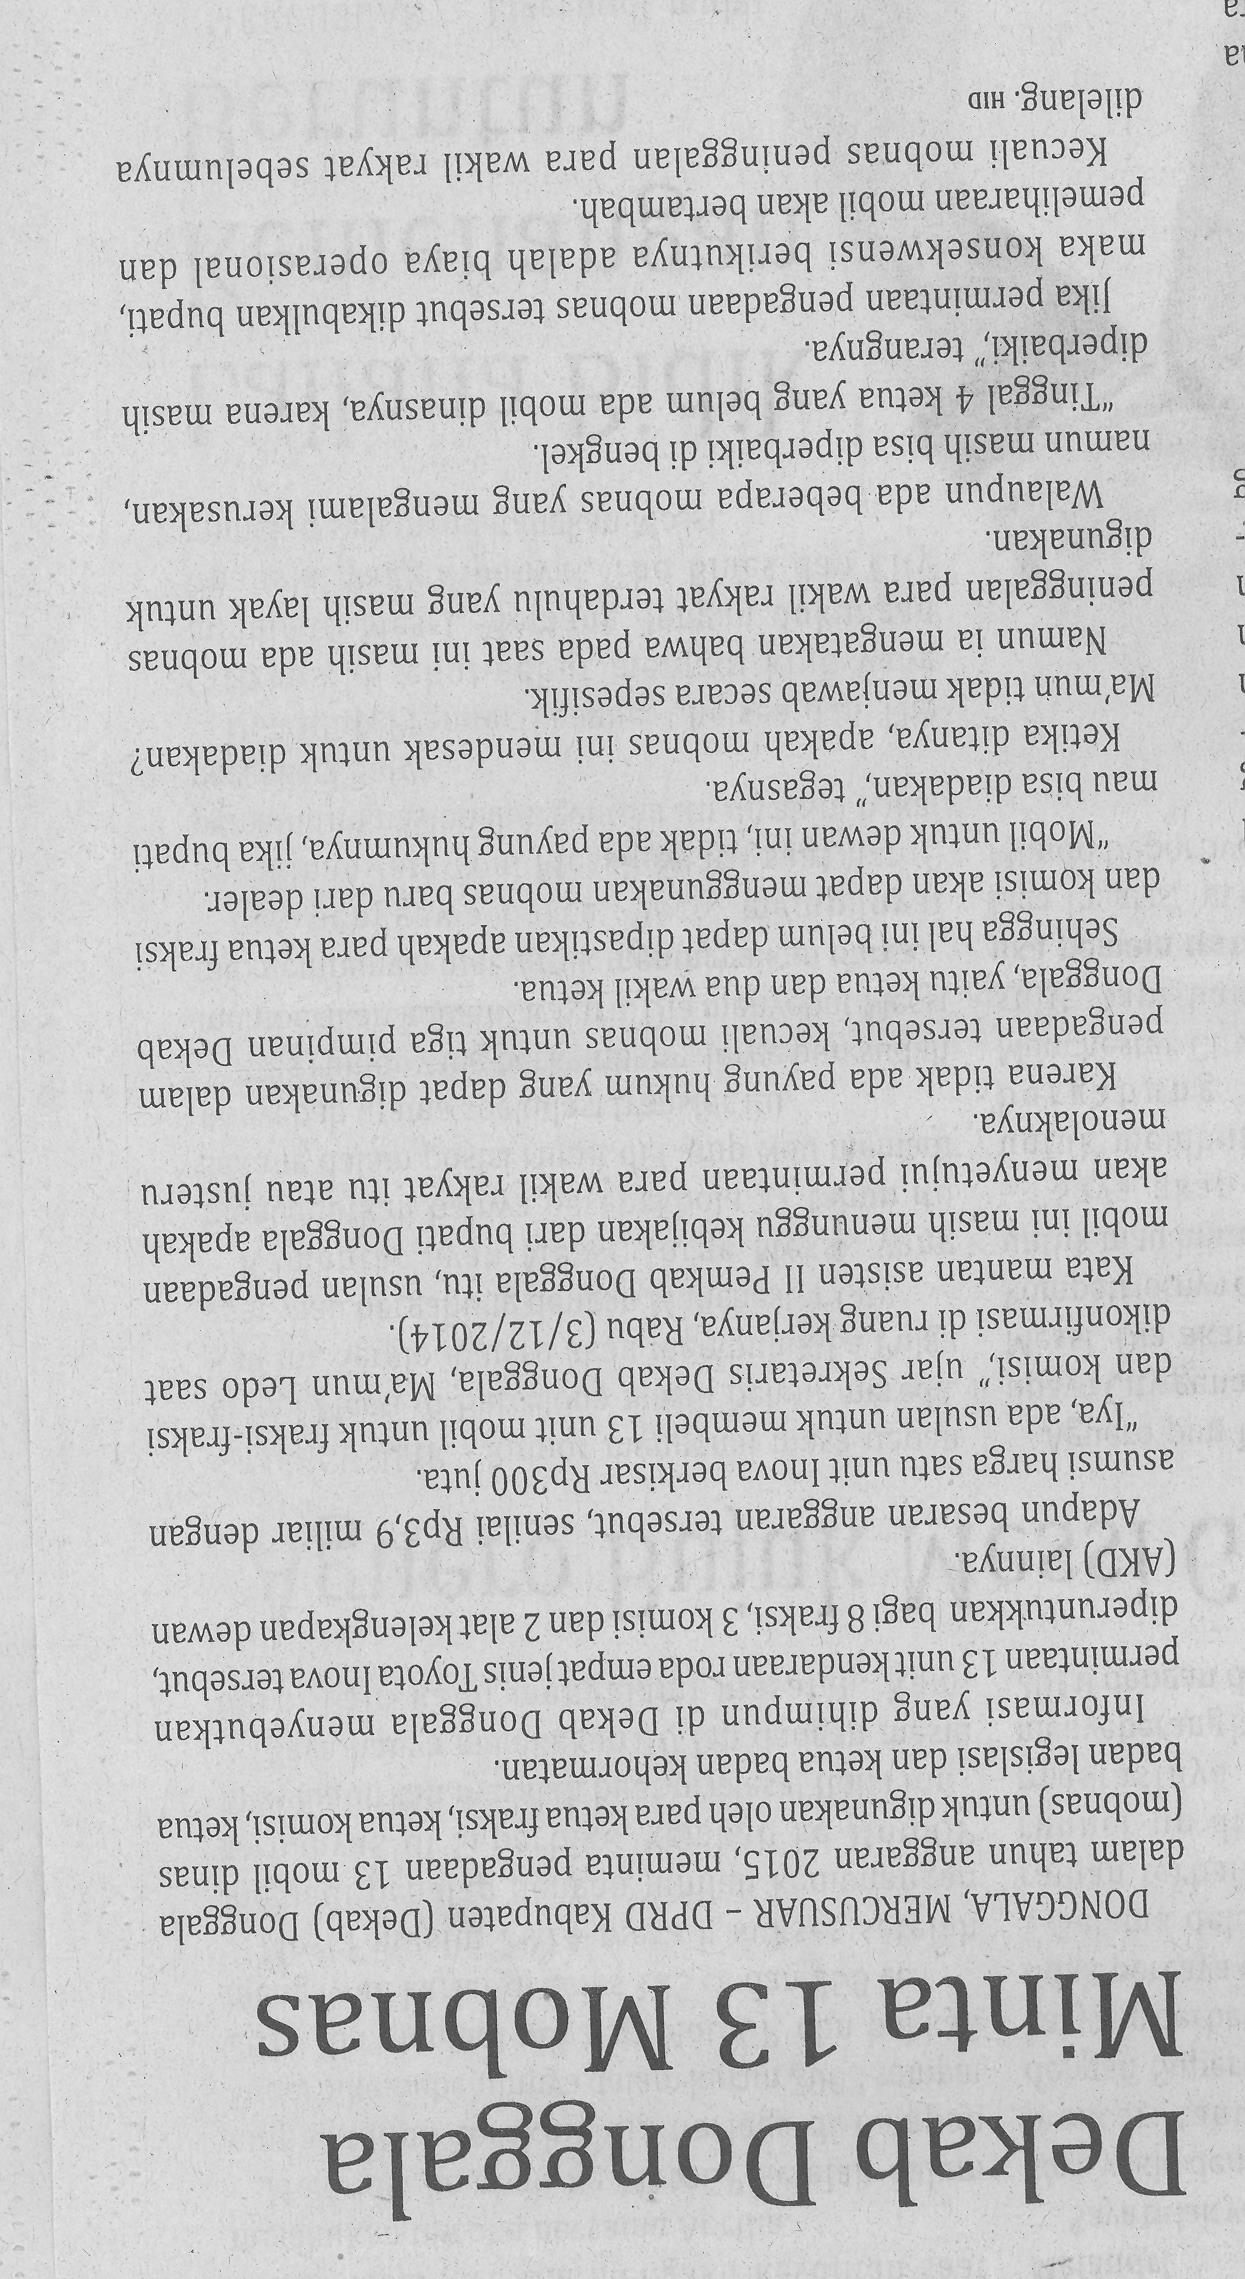 Dekab Donggala
Minta 13 Mobnas
DONGGALA, MERCUSUAR – DPRD Kabupaten (Dekab) Donggala
dalam tahun anggaran 2015, meminta pengadaan 13 mobil dinas
(mobnas) untuk digunakan oleh para ketua fraksi, ketua komisi, ketua
badan legislasi dan ketua badan kehormatan.
Informasi yang dihimpun di Dekab Donggala menyebutkan
permintaan 13 unit kendaraan roda empat jenis Toyota Inova tersebut,
diperuntukkan bagi 8 fraksi, 3 komisi dan 2 alat kelengkapan dewan
(AKD) lainnya.
Adapun besaran anggaran tersebut, senilai Rp3,9 miliar dengan
asumsi harga satu unit Inova berkisar Rp300 juta.
"Iya, ada usulan untuk membeli 13 unit mobil untuk fraksi-fraksi
dan komisi," ujar Sekretaris Dekab Donggala, Ma'mun Ledo saat
dikonfirmasi di ruang kerjanya, Rabu (3/12/2014).
Kata mantan asisten II Pemkab Donggala itu, usulan pengadaan
mobil ini masih menunggu kebijakan dari bupati Donggala apakah
akan menyetujui permintaan para wakil rakyat itu atau justeru
menolaknya.
Karena tidak ada payung hukum yang dapat digunakan dalam
pengadaan tersebut, kecuali mobnas untuk tiga pimpinan Dekab
Donggala, yaitu ketua dan dua wakil ketua.
Sehingga hal ini belum dapat dipastikan apakah para ketua fraksi
dan komisi akan dapat menggunakan mobnas baru dari dealer.
"Mobil untuk dewan ini, tidak ada payung hukumnya, jika bupati
mau bisa diadakan," tegasnya.
Ketika ditanya, apakah mobnas ini mendesak untuk diadakan?
Ma'mun tidak menjawab secara sepesifik.
Namun ia mengatakan bahwa pada saat ini masih ada mobnas
peninggalan para wakil rakyat terdahulu yang masih layak untuk
digunakan.
Walaupun ada beberapa mobnas yang mengalami kerusakan,
namun masih bisa diperbaiki di bengkel.
"Tinggal 4 ketua yang belum ada mobil dinasnya, karena masih
diperbaiki," terangnya.
Jika permintaan pengadaan mobnas tersebut dikabulkan bupati,
maka konsekwensi berikutnya adalah biaya operasional dan
pemeliharaan mobil akan bertambah.
Kecuali mobnas peninggalan para wakil rakyat sebelumnya
dilelang. HID